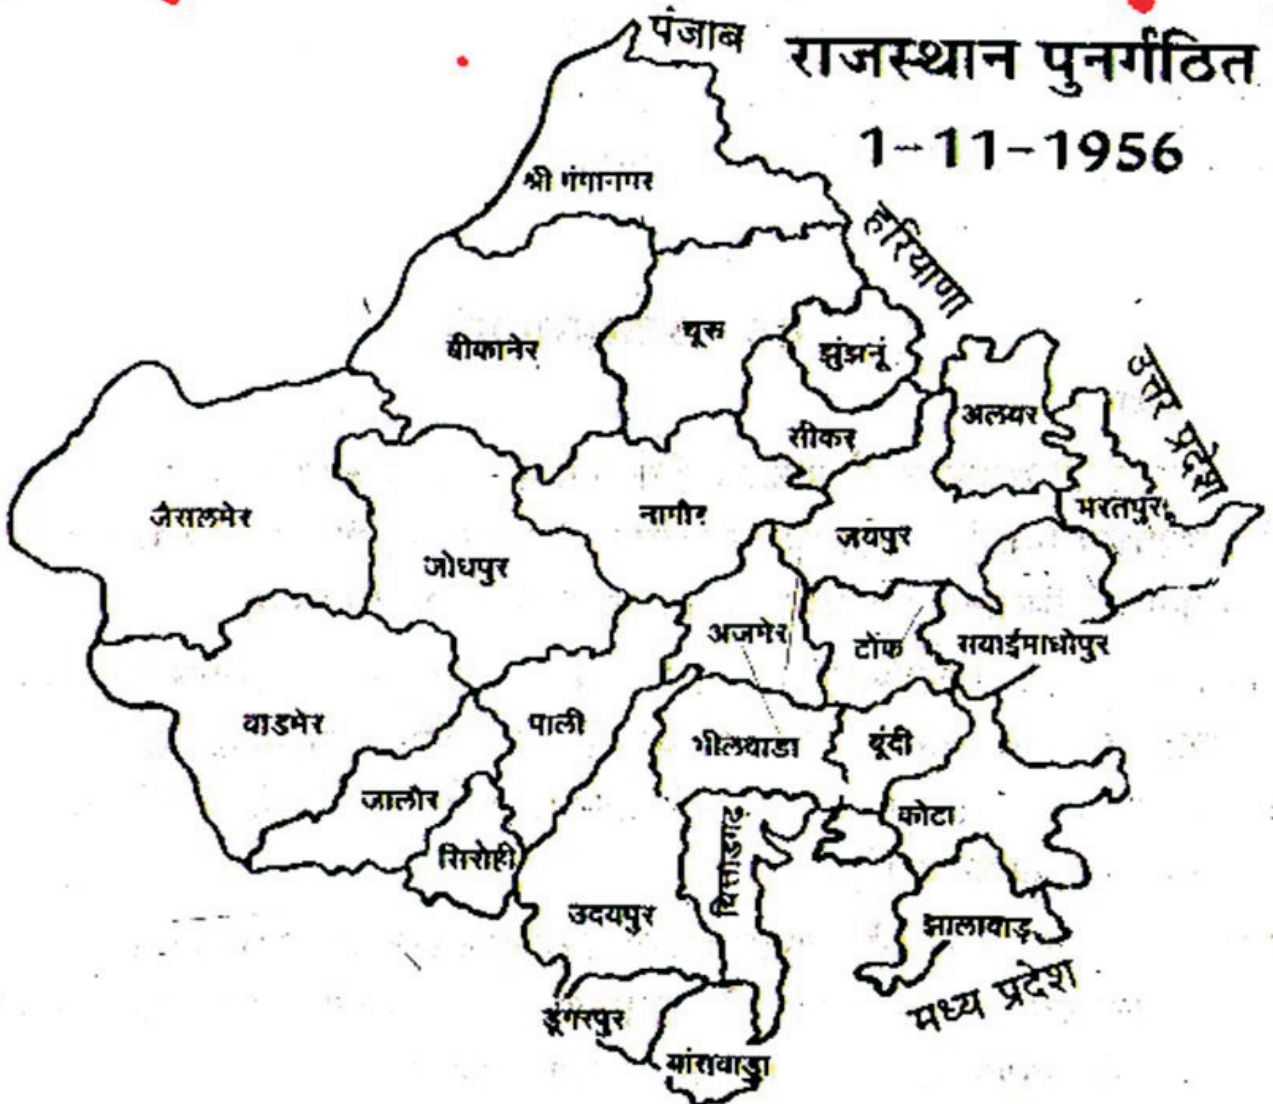 पंजाब
राजस्थान पुनर्गठित
1-11-1956
श्री गंगानगर
हरियाणा
बीकानेर
चूरू
झुंझनूं
उत्तर प्रदेश
अलवर
सीकर
जैसलमेर
नागौर
भरतपुर
जयपुर
जोधपुर
अजमेर
टोंक
सवाईमाधोपुर
बाडमेर
पाली
भीलवाडा
बूंदी
जालौर
कोटा
सिरोही
चित्तौडगढ
उदयपुर
झालावाड़
मध्य प्रदेश
डूंगरपुर
बांसवाड़ा